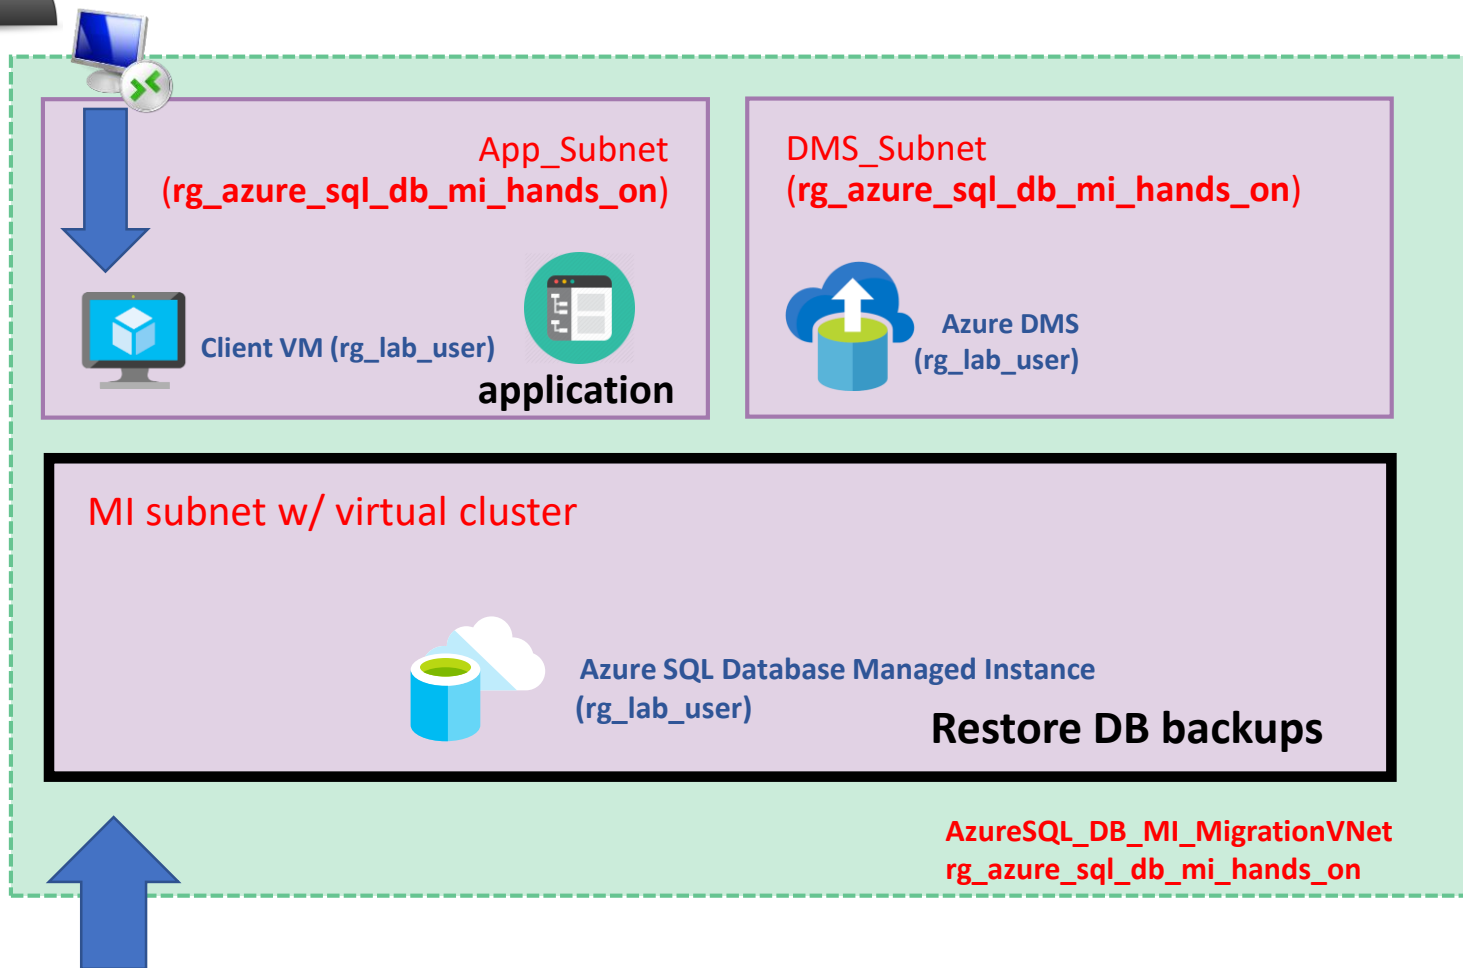 App_Subnet
(rg_azure_sql_db_mi_hands_on)
Client VM (rg_lab_user)
application
DMS_Subnet
(rg_azure_sql_db_mi_hands_on)
Azure DMS
(rg_lab_user)
MI subnet w/ virtual cluster
Azure SQL Database Managed Instance
(rg_lab_user)
Restore DB backups
AzureSQL_DB_MI_MigrationVNet
rg_azure_sql_db_mi_hands_on